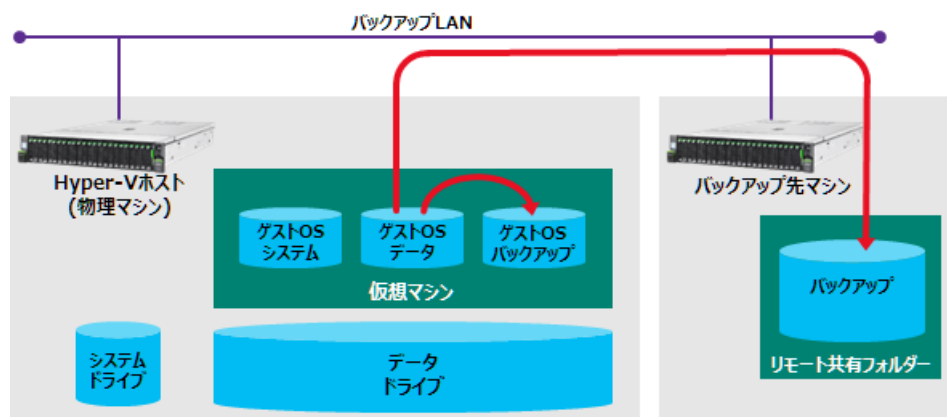 バックアップLAN
Hyper-Vホスト
(物理マシン)
バックアップ先マシン
ゲストOS
システム
ゲストOS
データ
ゲストOS
バックアップ
仮想マシン
バックアップ
リモート共有フォルダー
システム
ドライブ
データ
ドライブ